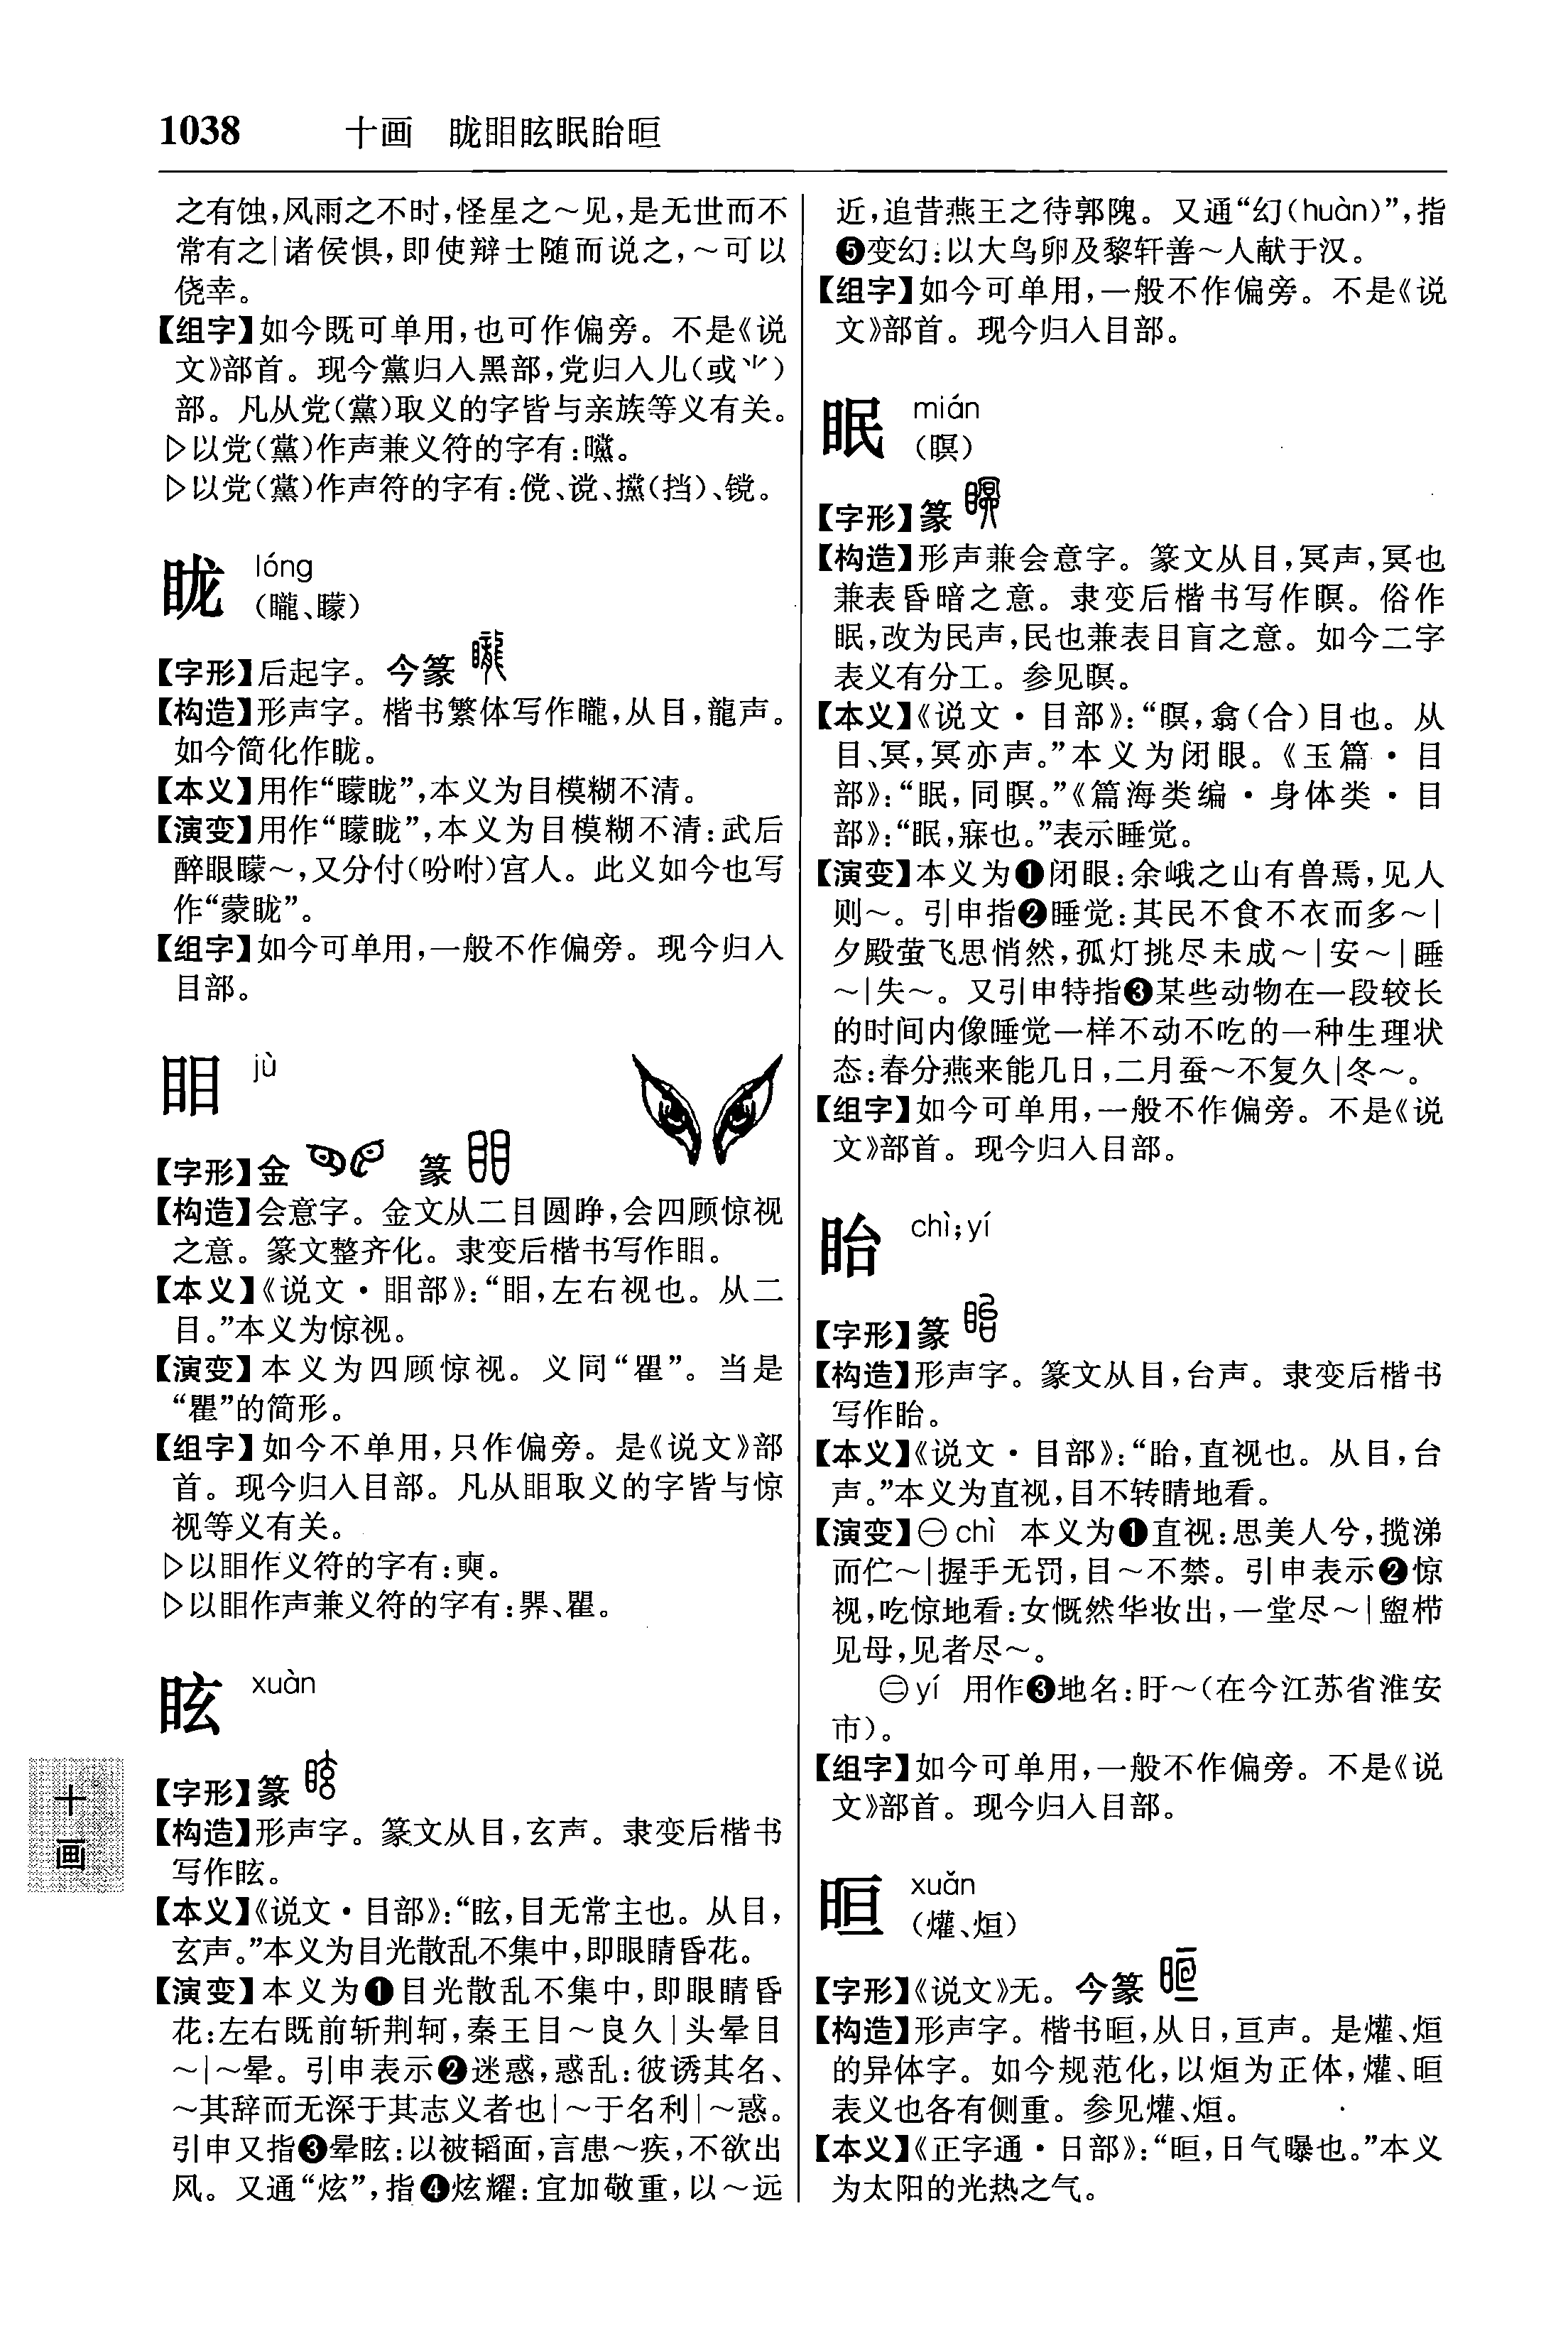 1038 十画 眬䀠眩眠眙晅
之有蚀,风雨之不时,怪星之～见,是无世而不
常有之|诸侯惧,即使辩士随而说之,～可以
侥幸。
【组字】如今既可单用,也可作偏旁。不是《说
文》部首。现今黨归入黑部,党归入儿(或⺌)
部。凡从党(黨)取义的字皆与亲族等义有关。
▷以党(黨)作声兼义符的字有:曭。
▷以党(黨)作声符的字有:傥、谠、攩(挡)、镋。
眬 lóng
(矓、矇)
【字形】后起字。今篆
【构造】形声字。楷书繁体写作矓,从目,龍声。
如今简化作眬。
【本义】用作“矇眬”,本义为目模糊不清。
【演变】用作“矇眬”,本义为目模糊不清:武后
醉眼矇～,又分付(吩咐)宫人。此义如今也写
作“蒙眬”。
【组字】如今可单用,一般不作偏旁。现今归入
目部。
䀠 jù
【字形】金 篆
【构造】会意字。金文从二目圆睁,会四顾惊视
之意。篆文整齐化。隶变后楷书写作䀠。
【本义】《说文·䀠部》:“䀠,左右视也。从二
目。”本义为惊视。
【演变】本义为四顾惊视。义同“瞿”。当是
“瞿”的简形。
【组字】如今不单用,只作偏旁。是《说文》部
首。现今归入目部。凡从䀠取义的字皆与惊
视等义有关。
▷以䀠作义符的字有:奭。
▷以䀠作声兼义符的字有:瞿。
眩 xuàn
【字形】篆
【构造】形声字。篆文从目,玄声。隶变后楷书
写作眩。
【本义】《说文·目部》:“眩,目无常主也。从目,
玄声。”本义为目光散乱不集中,即眼睛昏花。
【演变】本义为❶目光散乱不集中,即眼睛昏
花:左右既前斩荆轲,秦王目～良久|头晕目
～|～晕。引申表示❷迷惑,惑乱:彼诱其名、
～其辞而无深于其志义者也|～于名利|～惑。
引申又指❸晕眩:以被韬面,言患～疾,不欲出
风。又通“炫”,指❹炫耀:宜加敬重,以～远
近,追昔燕王之待郭隗。又通“幻(huàn)”,指
❺变幻:以大鸟卵及黎轩善～人献于汉。
【组字】如今可单用,一般不作偏旁。不是《说
文》部首。现今归入目部。
眠 mián
(瞑)
【字形】篆
【构造】形声兼会意字。篆文从目,冥声,冥也
兼表昏暗之意。隶变后楷书写作瞑。俗作
眠,改为民声,民也兼表目盲之意。如今二字
表义有分工。参见瞑。
【本义】《说文·目部》:“瞑,翕(合)目也。从
目、冥,冥亦声。”本义为闭眼。《玉篇·目
部》:“眠,同瞑。”《篇海类编·身体类·目
部》:“眠,寐也。”表示睡觉。
【演变】本义为❶闭眼:余峨之山有兽焉,见人
则～。引申指❷睡觉:其民不食不衣而多～|
夕殿萤飞思悄然,孤灯挑尽未成～|安～|睡
～|失～。又引申特指❸某些动物在一段较长
的时间内像睡觉一样不动不吃的一种生理状
态:春分燕来能几日,二月蚕～不复久|冬～。
【组字】如今可单用,一般不作偏旁。不是《说
文》部首。现今归入目部。
眙 chì;yí
【字形】篆
【构造】形声字。篆文从目,台声。隶变后楷书
写作眙。
【本义】《说文·目部》:“眙,直视也。从目,台
声。”本义为直视,目不转睛地看。
【演变】㊀chì 本义为❶直视:思美人兮,揽涕
而伫～|握手无罚,目～不禁。引申表示❷惊
视,吃惊地看:女慨然华妆出,一堂尽～|盥栉
见母,见者尽～。
㊁yí 用作❸地名:盱～(在今江苏省淮安
市)。
【组字】如今可单用,一般不作偏旁。不是《说
文》部首。现今归入目部。
晅 xuǎn
(爟、烜)
【字形】《说文》无。今篆
【构造】形声字。楷书晅,从日,亘声。是爟、烜
的异体字。如今规范化,以烜为正体,爟、晅
表义也各有侧重。参见爟、烜。
【本义】《正字通·日部》:“晅,日气曝也。”本义
为太阳的光热之气。
十
画